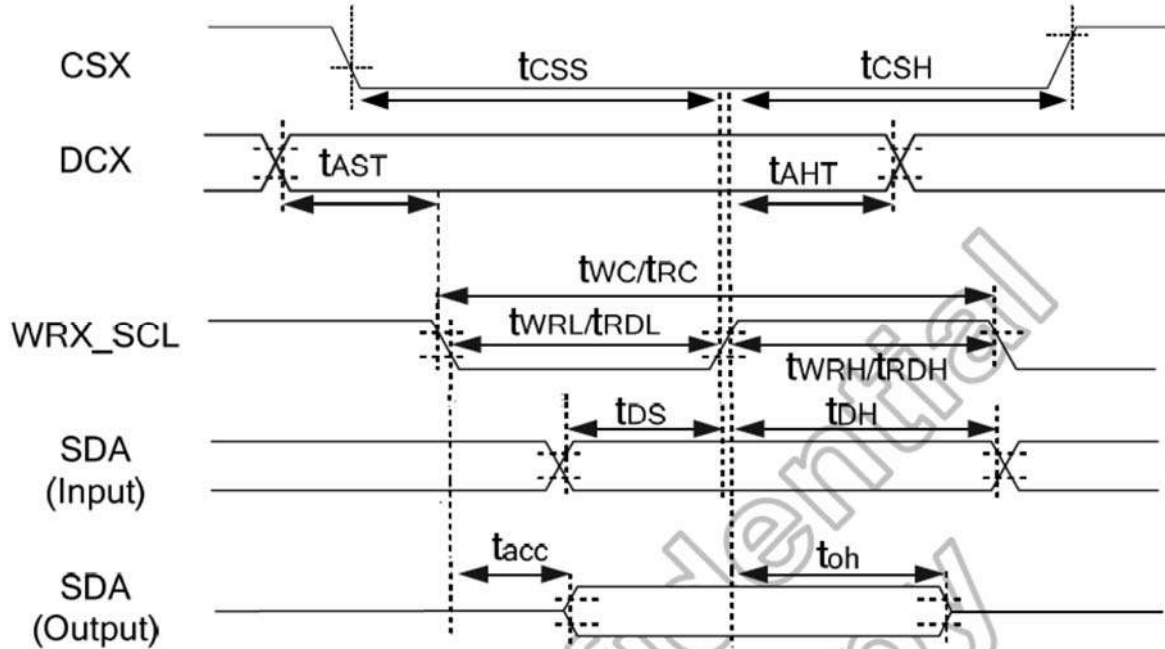 CSX
tCSS
tCSH
DCX
tAST
tAHT
tWC/tRC
WRX_SCL
tWRL/tRDL
tWRH/tRDH
tDS
tDH
SDA
(Input)
tacc
toh
SDA
(Output)